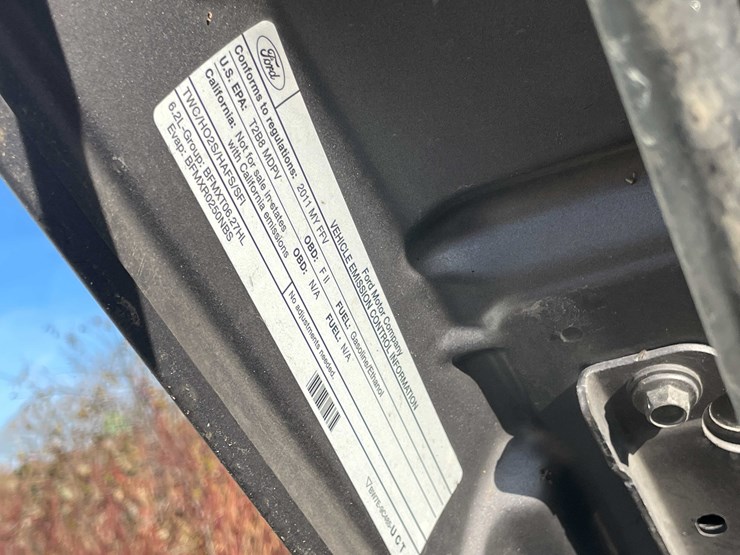 Ford
Ford Motor Company
VEHICLE EMISSION CONTROL INFORMATION
Conforms to regulations: 2011 MY FFV
U.S. EPA: T2B8 MDPV OBD: F II FUEL: Gasoline/Ethanol
California: Not for sale in states with California emissions OBD: N/A FUEL: N/A
TWC/HO2S/HAFS/SFI No adjustments needed.
6.2L-Group: BFMXT06.27HL
Evap: BFMXR0250NBS
U C T